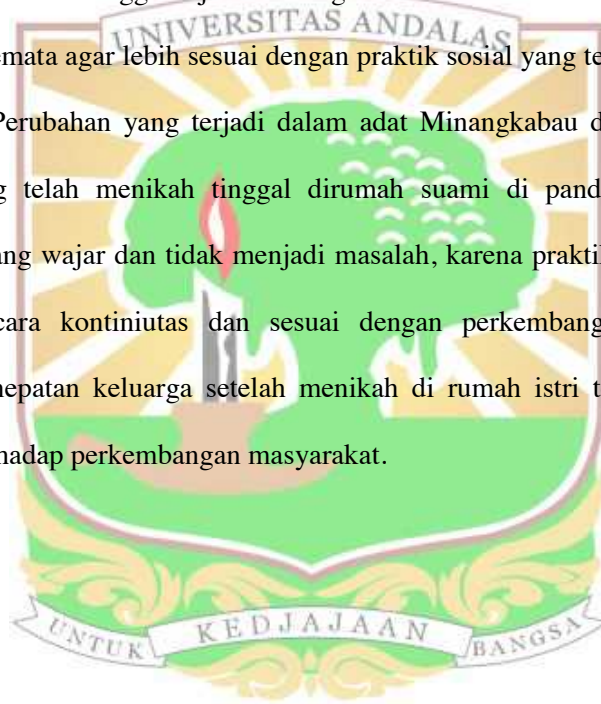 UNIVERSITAS ANDALAS
emata agar lebih sesuai dengan praktik sosial yang te
Perubahan yang terjadi dalam adat Minangkabau d
g telah menikah tinggal dirumah suami di pand
ang wajar dan tidak menjadi masalah, karena praktil
cara kontiniutas dan sesuai dengan perkembang
nepatan keluarga setelah menikah di rumah istri t
hadap perkembangan masyarakat.
UNTUK KEDJAJAAN BANGSA